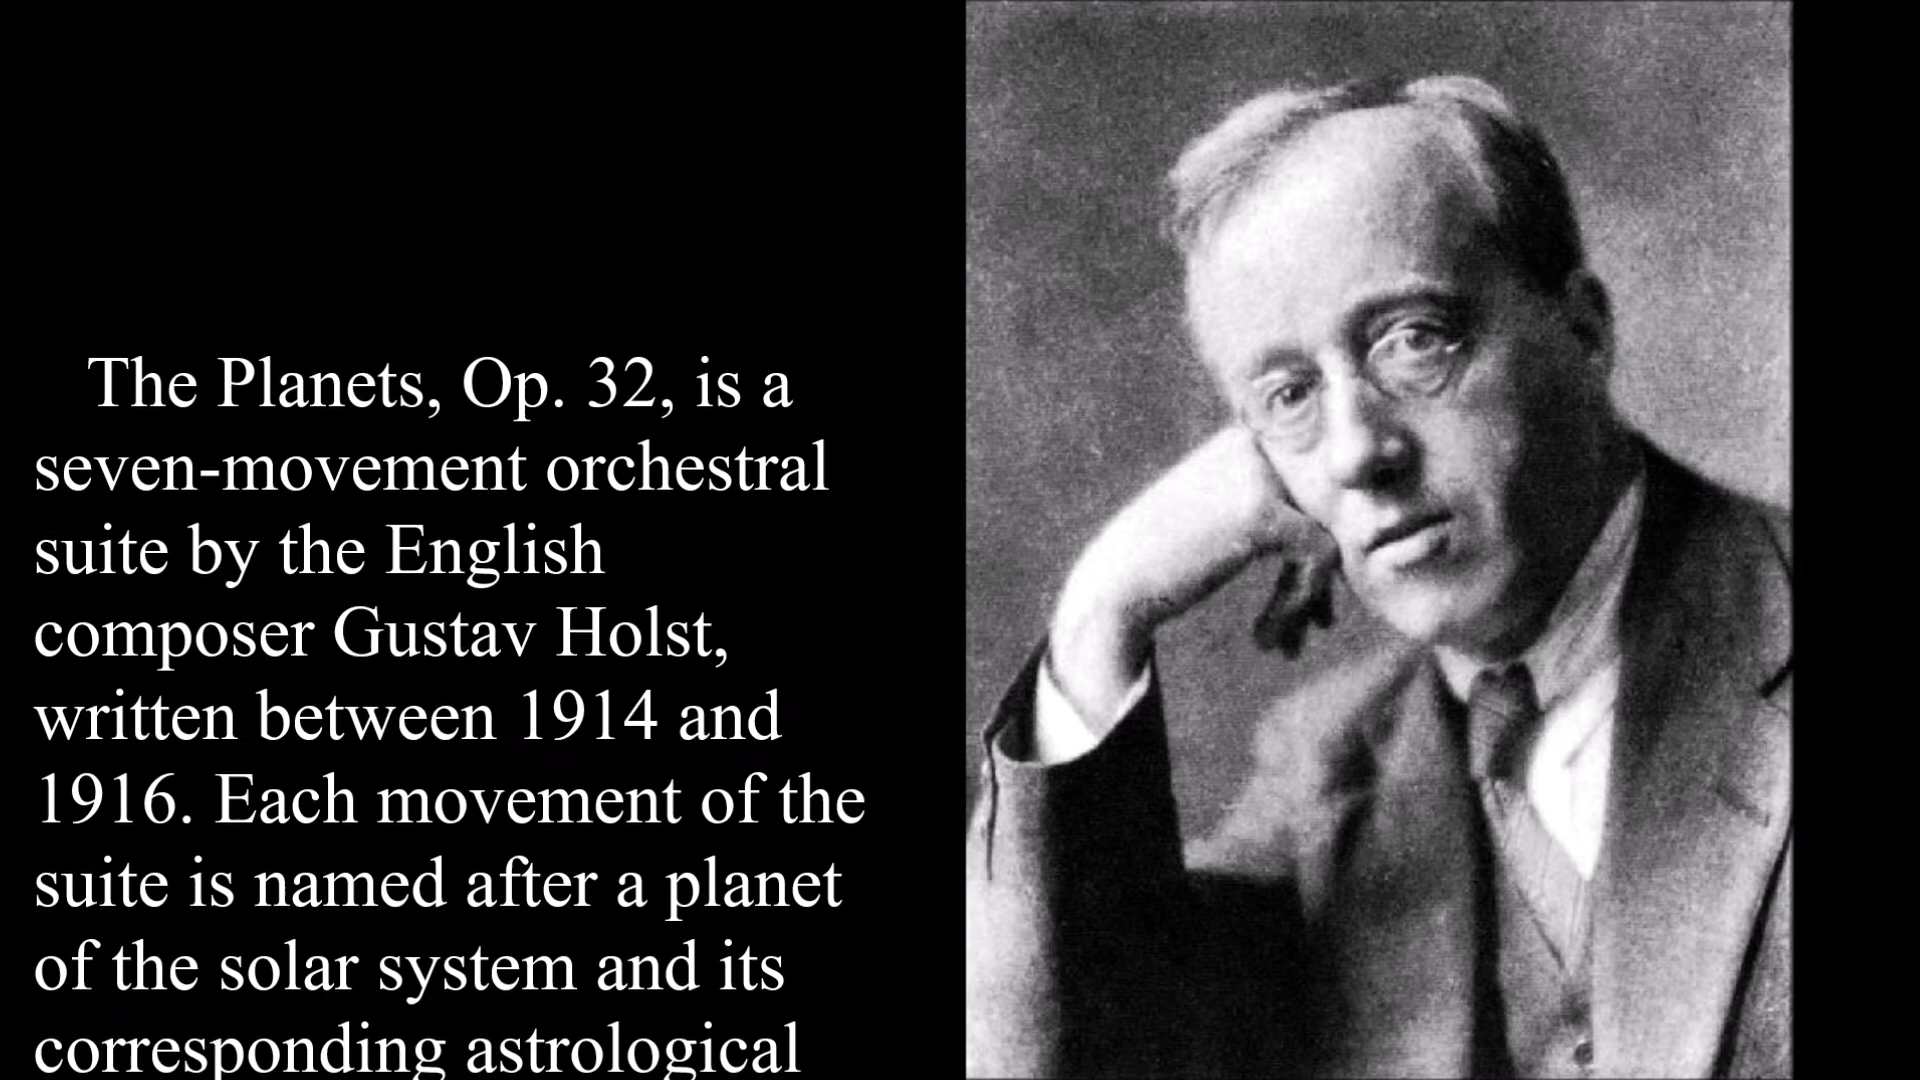 The Planets, Op. 32, is a
seven-movement orchestral
suite by the English
composer Gustav Holst,
written between 1914 and
1916. Each movement of the
suite is named after a planet
of the solar system and its
corresponding astrological